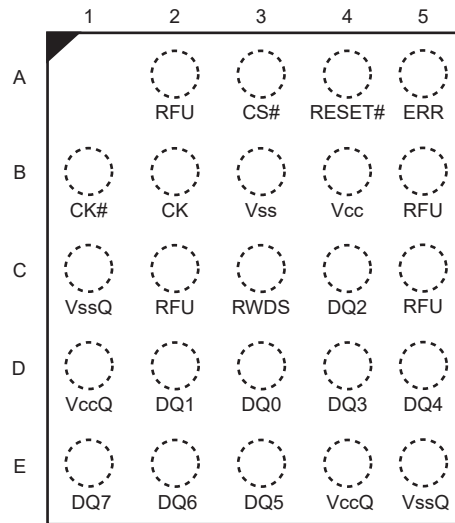 1 2 3 4 5
A
RFU CS# RESET# ERR
B
CK# CK Vss Vcc RFU
C
VssQ RFU RWDS DQ2 RFU
D
VccQ DQ1 DQ0 DQ3 DQ4
E
DQ7 DQ6 DQ5 VccQ VssQ